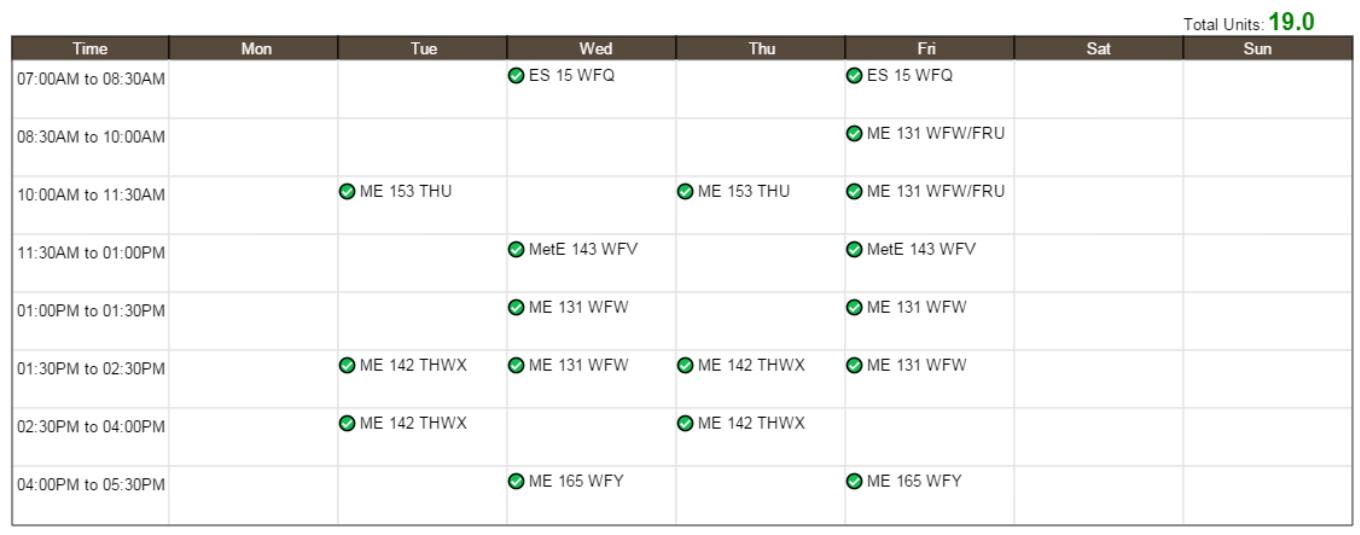 Total Units: 19.0
Time Mon Tue Wed Thu Fri Sat Sun
07:00AM to 08:30AM ES 15 WFQ ES 15 WFQ
08:30AM to 10:00AM ME 131 WFW/FRU
10:00AM to 11:30AM ME 153 THU ME 153 THU ME 131 WFW/FRU
11:30AM to 01:00PM MetE 143 WFV MetE 143 WFV
01:00PM to 01:30PM ME 131 WFW ME 131 WFW
01:30PM to 02:30PM ME 142 THWX ME 131 WFW ME 142 THWX ME 131 WFW
02:30PM to 04:00PM ME 142 THWX ME 142 THWX
04:00PM to 05:30PM ME 165 WFY ME 165 WFY